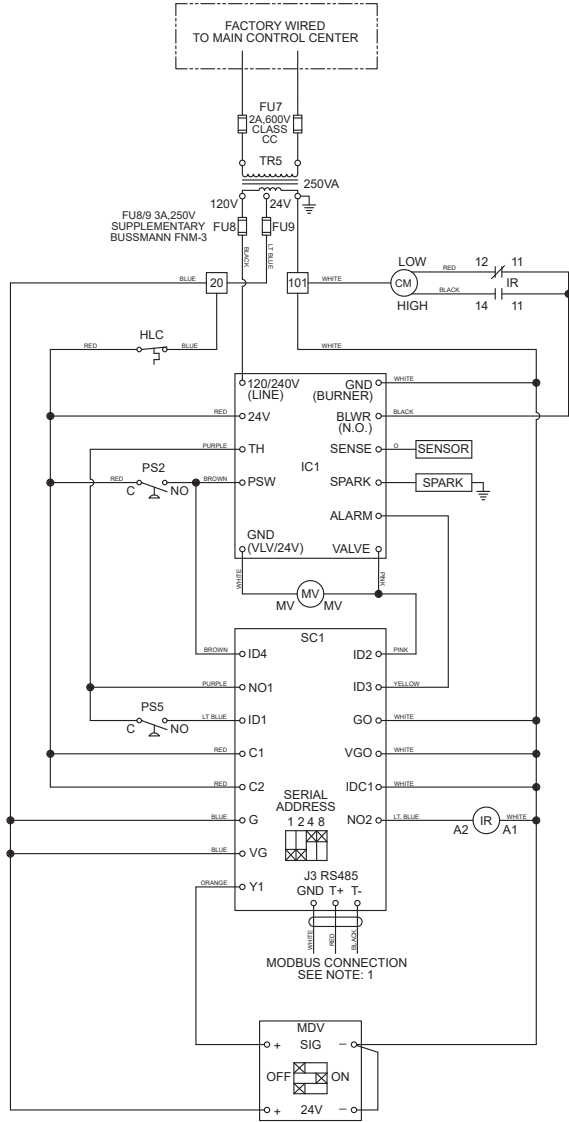 FACTORY WIRED
TO MAIN CONTROL CENTER
FU7
2A,600V
CLASS
CC
TR5
250VA
120V
24V
FU8/9 3A,250V
SUPPLEMENTARY
BUSSMANN FNM-3
FU8
FU9
BLACK
LT BLUE
BLUE
20
101
WHITE
LOW
CM
HIGH
RED
12
11
IR
BLACK
14
11
HLC
RED
BLUE
WHITE
120/240V
(LINE)
GND
(BURNER)
WHITE
RED
24V
BLWR
(N.O.)
BLACK
PURPLE
TH
SENSE
O
SENSOR
IC1
PS2
RED
C
NO
BROWN
PSW
SPARK
SPARK
ALARM
GND
(VLV/24V)
VALVE
WHITE
PINK
MV
MV
MV
SC1
BROWN
ID4
ID2
PINK
PURPLE
NO1
ID3
YELLOW
PS5
C
NO
LT BLUE
ID1
GO
WHITE
RED
C1
VGO
WHITE
RED
C2
IDC1
WHITE
SERIAL
ADDRESS
1 2 4 8
BLUE
G
NO2
LT. BLUE
IR
WHITE
A2
A1
BLUE
VG
ORANGE
Y1
J3 RS485
GND T+ T-
WHITE
RED
BLACK
MODBUS CONNECTION
SEE NOTE: 1
MDV
+ SIG −
OFF
ON
+ 24V −